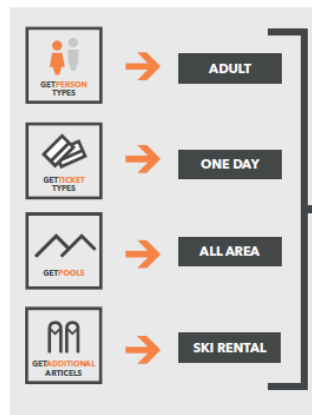 GETPERSON
TYPES
ADULT
GETTICKET
TYPES
ONE DAY
GETPOOLS
ALL AREA
GETADDITIONAL
ARTICELS
SKI RENTAL